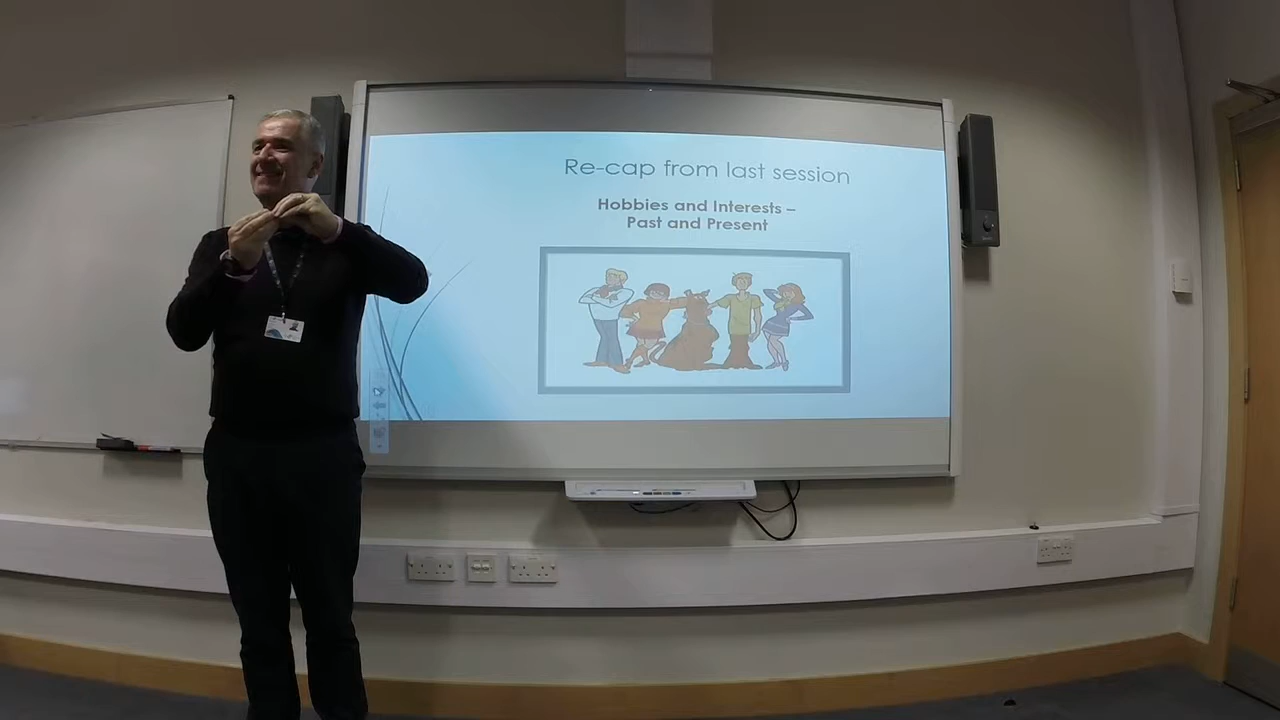 Re-cap from last session
Hobbies and Interests –
Past and Present